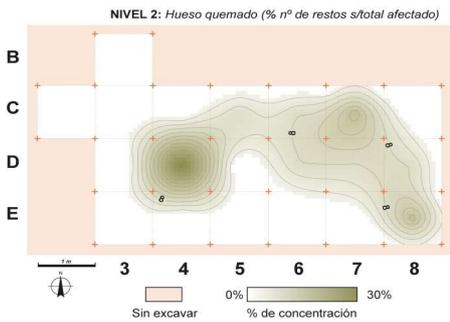 NIVEL 2: Hueso quemado (% nº de restos s/total afectado)
B
C
D
E
8
8
8
8
1 m
N
3 4 5 6 7 8
0% 30%
Sin excavar % de concentración